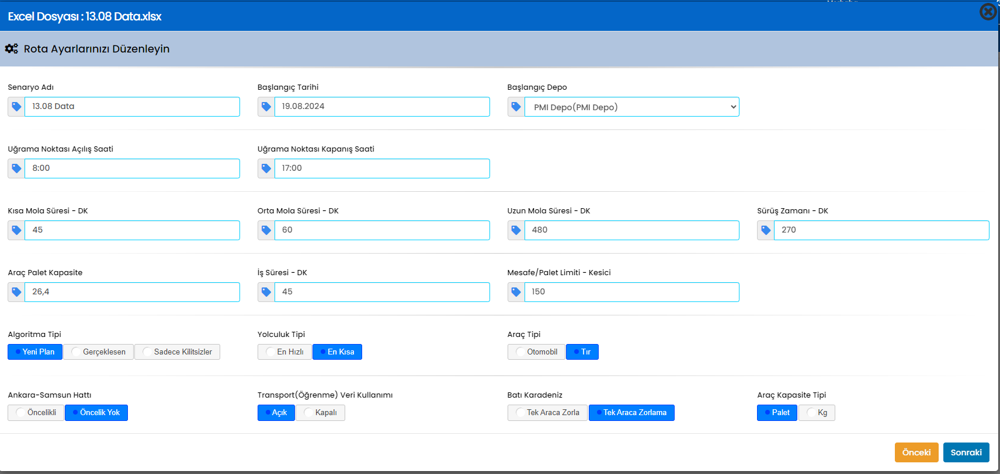 Excel Dosyası : 13.08 Data.xlsx
Rota Ayarlarınızı Düzenleyin
Senaryo Adı
Başlangıç Tarihi
Başlangıç Depo
13.08 Data
19.08.2024
PMI Depo(PMI Depo)
Uğrama Noktası Açılış Saati
Uğrama Noktası Kapanış Saati
8:00
17:00
Kısa Mola Süresi - DK
Orta Mola Süresi - DK
Uzun Mola Süresi - DK
Sürüş Zamanı - DK
45
60
480
270
Araç Palet Kapasite
İş Süresi - DK
Mesafe/Palet Limiti - Kesici
26,4
45
150
Algoritma Tipi
Yolculuk Tipi
Araç Tipi
Yeni Plan
Gerçeklesen
Sadece Kilitsizler
En Hızlı
En Kısa
Otomobil
Tır
Ankara-Samsun Hattı
Transport(Öğrenme) Veri Kullanımı
Batı Karadeniz
Araç Kapasite Tipi
Öncelikli
Öncelik Yok
Açık
Kapalı
Tek Araca Zorla
Tek Araca Zorlama
Palet
Kg
Önceki
Sonraki